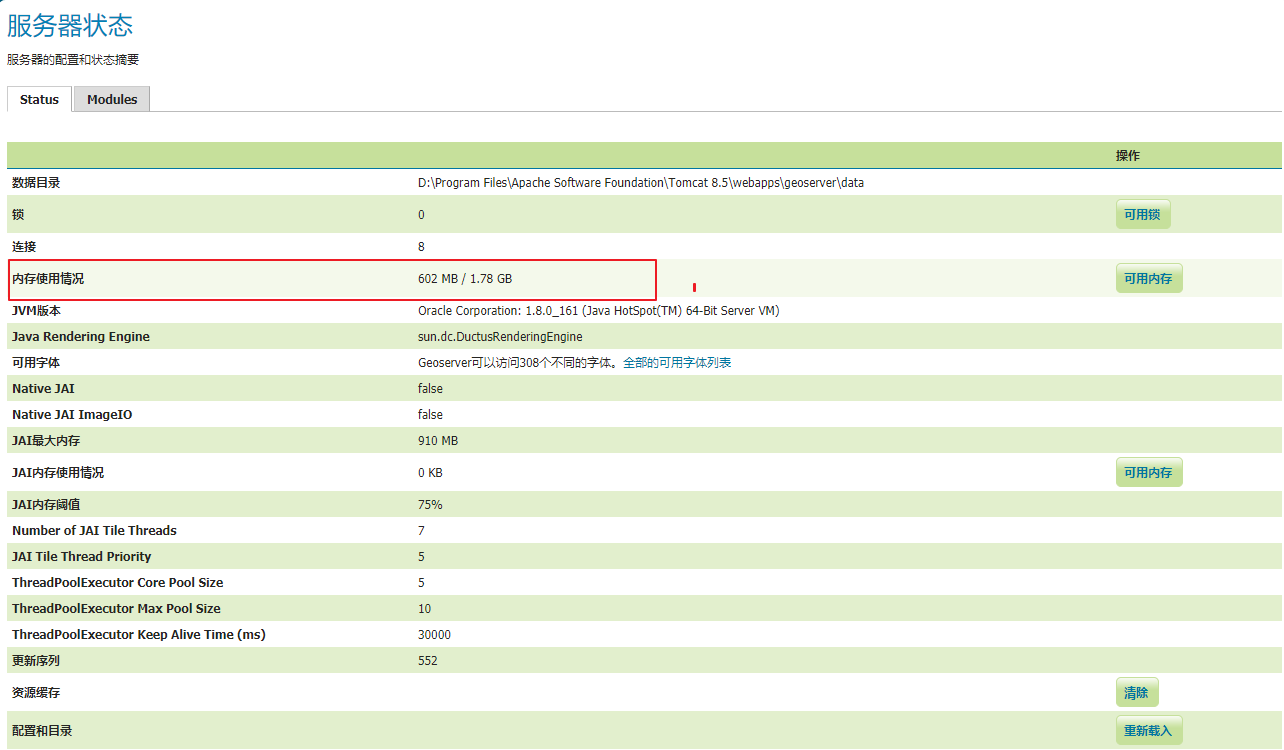 服务器状态
服务器的配置和状态摘要
Status Modules
操作
数据目录 D:\Program Files\Apache Software Foundation\Tomcat 8.5\webapps\geoserver\data
锁 0 可用锁
连接 8
内存使用情况 602 MB / 1.78 GB 可用内存
JVM版本 Oracle Corporation: 1.8.0_161 (Java HotSpot(TM) 64-Bit Server VM)
Java Rendering Engine sun.dc.DuctusRenderingEngine
可用字体 Geoserver可以访问308个不同的字体。全部的可用字体列表
Native JAI false
Native JAI ImageIO false
JAI最大内存 910 MB
JAI内存使用情况 0 KB 可用内存
JAI内存阈值 75%
Number of JAI Tile Threads 7
JAI Tile Thread Priority 5
ThreadPoolExecutor Core Pool Size 5
ThreadPoolExecutor Max Pool Size 10
ThreadPoolExecutor Keep Alive Time (ms) 30000
更新序列 552
资源缓存 清除
配置和目录 重新载入